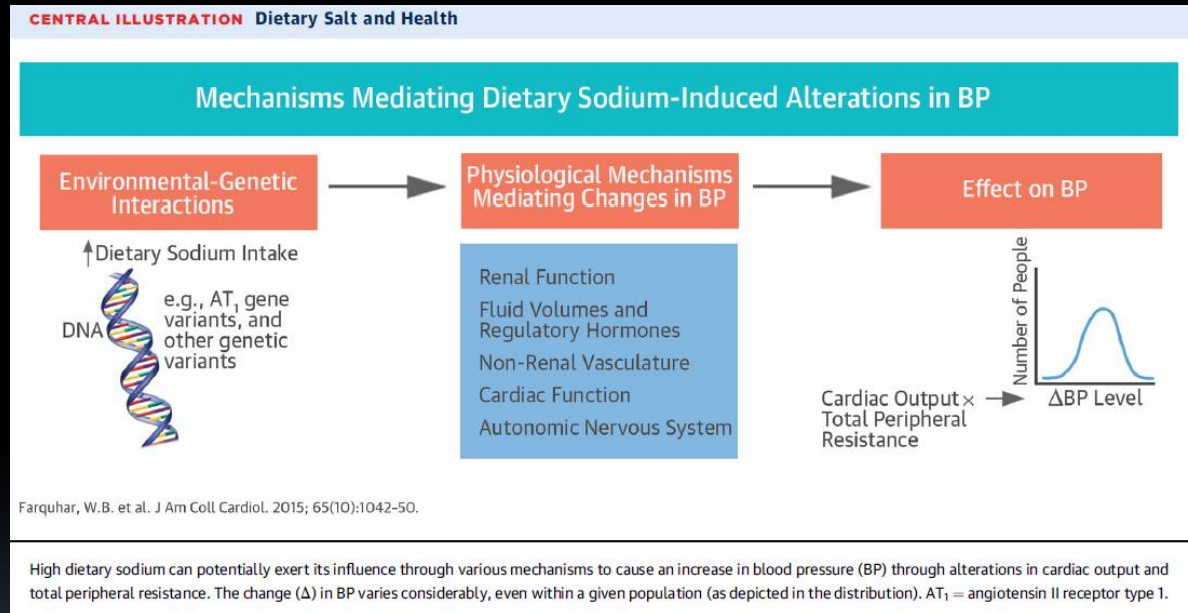 CENTRAL ILLUSTRATION Dietary Salt and Health
Mechanisms Mediating Dietary Sodium-Induced Alterations in BP
Environmental-Genetic
Interactions
↑Dietary Sodium Intake
DNA
e.g., AT₁ gene
variants, and
other genetic
variants
Physiological Mechanisms
Mediating Changes in BP
Renal Function
Fluid Volumes and
Regulatory Hormones
Non-Renal Vasculature
Cardiac Function
Autonomic Nervous System
Effect on BP
Number of People
ΔBP Level
Cardiac Output ×
Total Peripheral
Resistance
Farquhar, W.B. et al. J Am Coll Cardiol. 2015; 65(10):1042-50.
High dietary sodium can potentially exert its influence through various mechanisms to cause an increase in blood pressure (BP) through alterations in cardiac output and
total peripheral resistance. The change (Δ) in BP varies considerably, even within a given population (as depicted in the distribution). AT₁ = angiotensin II receptor type 1.